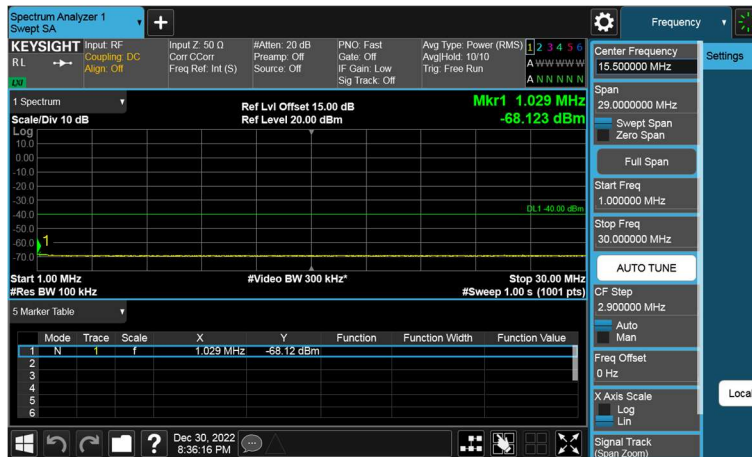 Spectrum Analyzer 1
Swept SA
+
Frequency
KEYSIGHT
RL
LXI
Input: RF
Coupling: DC
Align: Off
Input Z: 50 Ω
Corr CCorr
Freq Ref: Int (S)
#Atten: 20 dB
Preamp: Off
Source: Off
PNO: Fast
Gate: Off
IF Gain: Low
Sig Track: Off
Avg Type: Power (RMS)
Avg|Hold: 10/10
Trig: Free Run
1 2 3 4 5 6
A W W W W W
A N N N N N
1 Spectrum
Scale/Div 10 dB
Ref Lvl Offset 15.00 dB
Ref Level 20.00 dBm
Mkr1 1.029 MHz
-68.123 dBm
Log
10.0
0.00
-10.0
-20.0
-30.0
-40.0
-50.0
-60.0
-70.0
DL1 -40.00 dBm
1
Start 1.00 MHz
#Res BW 100 kHz
#Video BW 300 kHz*
Stop 30.00 MHz
#Sweep 1.00 s (1001 pts)
5 Marker Table
Mode Trace Scale X Y Function Function Width Function Value
1 N 1 f 1.029 MHz -68.12 dBm
2
3
4
5
6
?
Dec 30, 2022
8:36:16 PM
Center Frequency
15.500000 MHz
Span
29.0000000 MHz
Swept Span
Zero Span
Full Span
Start Freq
1.000000 MHz
Stop Freq
30.000000 MHz
AUTO TUNE
CF Step
2.900000 MHz
Auto
Man
Freq Offset
0 Hz
X Axis Scale
Log
Lin
Signal Track
(Span Zoom)
Settings
Local